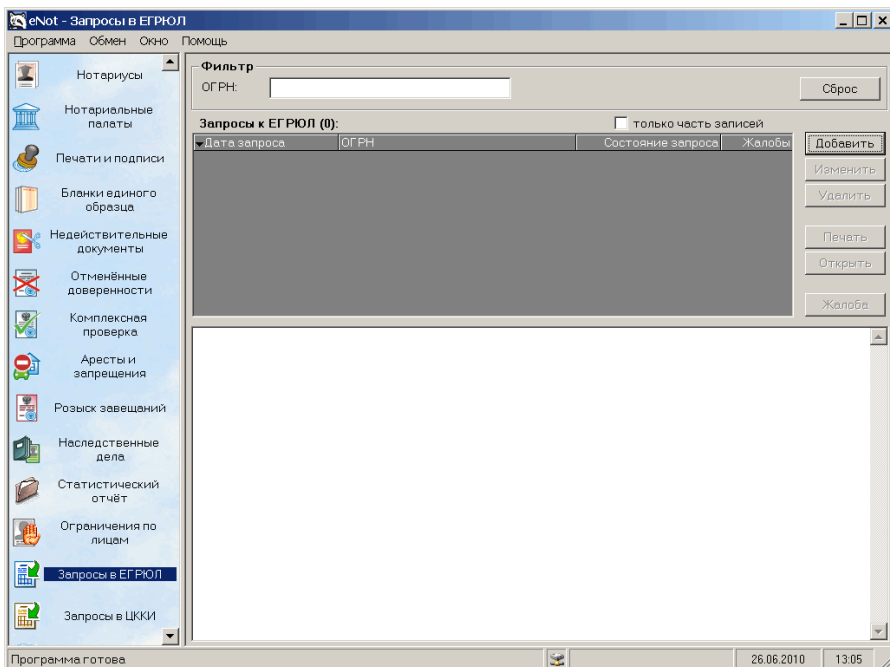 eNot - Запросы в ЕГРЮЛ
Программа Обмен Окно Помощь
Нотариусы
Нотариальные
палаты
Печати и подписи
Бланки единого
образца
Недействительные
документы
Отменённые
доверенности
Комплексная
проверка
Аресты и
запрещения
Розыск завещаний
Наследственные
дела
Статистический
отчёт
Ограничения по
лицам
Запросы в ЕГРЮЛ
Запросы в ЦККИ
Фильтр
ОГРН:
Сброс
Запросы к ЕГРЮЛ (0):
только часть записей
Дата запроса ОГРН Состояние запроса Жалобы
Добавить
Изменить
Удалить
Печать
Открыть
Жалоба
Программа готова
26.06.2010 13:05